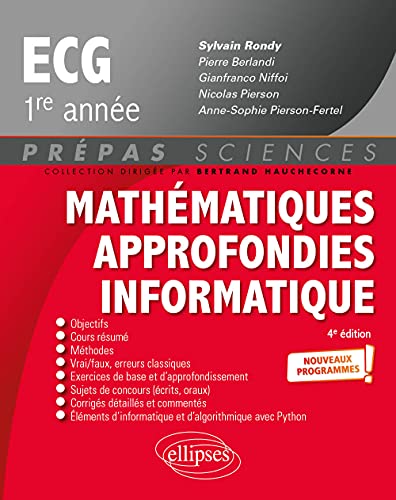 ECG
1re année
Sylvain Rondy
Pierre Berlandi
Gianfranco Niffoi
Nicolas Pierson
Anne-Sophie Pierson-Fertel
PRÉPAS SCIENCES
COLLECTION DIRIGÉE PAR BERTRAND HAUCHECORNE
MATHÉMATIQUES
APPROFONDIES
INFORMATIQUE
4e édition
• Objectifs
• Cours résumé
• Méthodes
• Vrai/faux, erreurs classiques
• Exercices de base et d'approfondissement
• Sujets de concours (écrits, oraux)
• Corrigés détaillés et commentés
• Éléments d'informatique et d'algorithmique avec Python
NOUVEAUX
PROGRAMMES !
ellipses